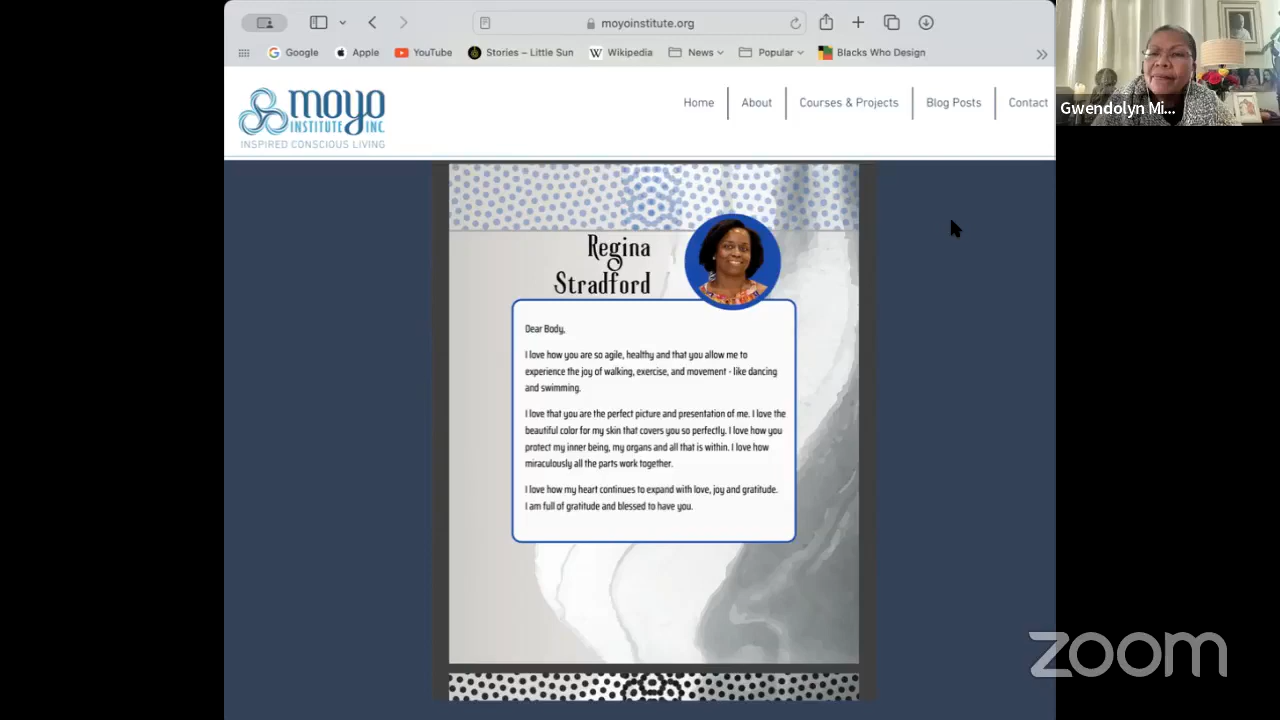 moyoinstitute.org
Google
Apple
YouTube
Stories – Little Sun
Wikipedia
News
Popular
Blacks Who Design
Gwendolyn Mi...
moyo
INSTITUTE INC
INSPIRED CONSCIOUS LIVING
Home
About
Courses & Projects
Blog Posts
Contact
Regina
Stradford
Dear Body,
I love how you are so agile, healthy and that you allow me to
experience the joy of walking, exercise, and movement - like dancing
and swimming.
I love that you are the perfect picture and presentation of me. I love the
beautiful color for my skin that covers you so perfectly. I love how you
protect my inner being, my organs and all that is within. I love how
miraculously all the parts work together.
I love how my heart continues to expand with love, joy and gratitude.
I am full of gratitude and blessed to have you.
zoom